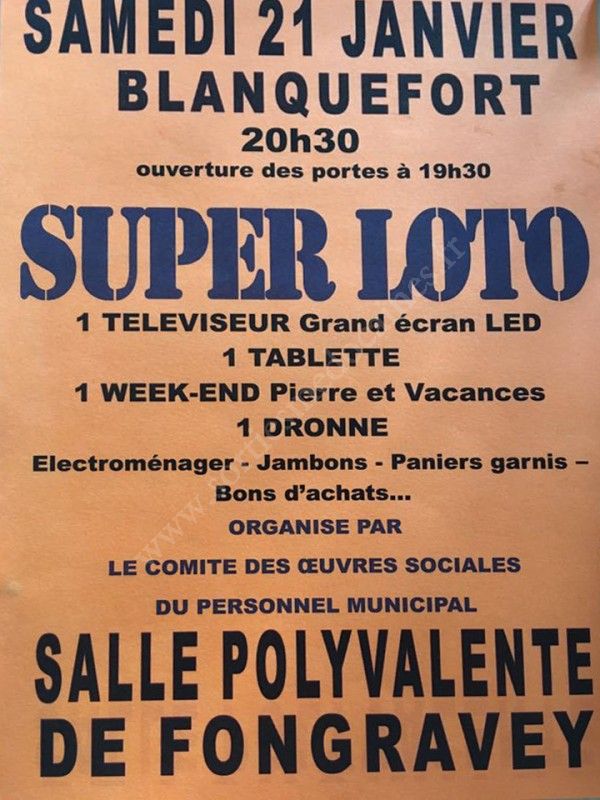 SAMEDI 21 JANVIER
BLANQUEFORT
20h30
ouverture des portes à 19h30
SUPER LOTO
1 TELEVISEUR Grand écran LED
1 TABLETTE
1 WEEK-END Pierre et Vacances
1 DRONNE
Electroménager - Jambons - Paniers garnis –
Bons d'achats...
ORGANISE PAR
LE COMITE DES ŒUVRES SOCIALES
DU PERSONNEL MUNICIPAL
SALLE POLYVALENTE
DE FONGRAVEY